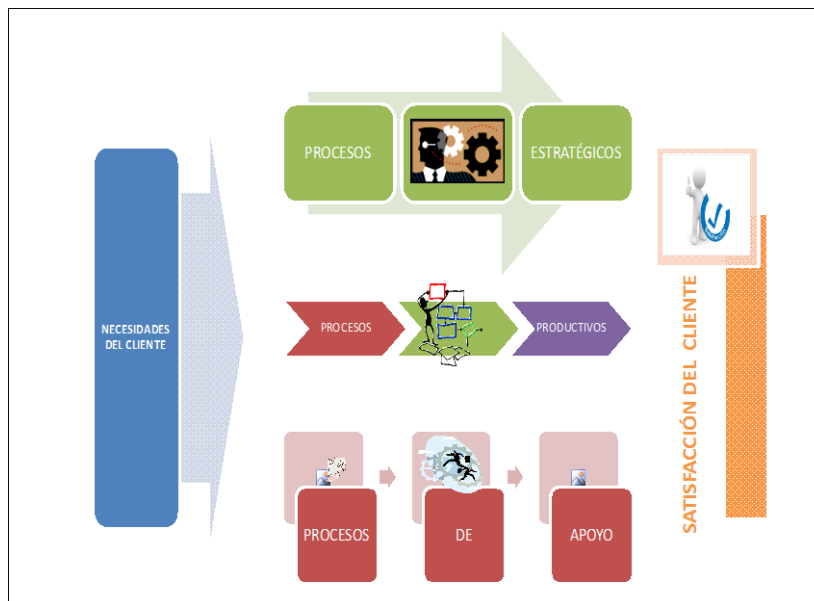 PROCESOS
ESTRATÉGICOS
NECESIDADES
DEL CLIENTE
PROCESOS
PRODUCTIVOS
PROCESOS
DE
APOYO
SATISFACCIÓN DEL CLIENTE